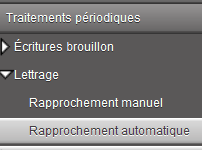 Traitements périodiques
Écritures brouillon
Lettrage
Rapprochement manuel
Rapprochement automatique